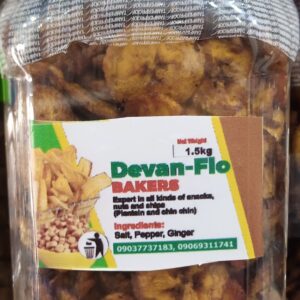 Net Weight
1.5kg
Devan-Flo
BAKERS
Expert in all kinds of snacks,
nuts and chips
(Plantain and chin chin)
Ingredients:
Salt, Pepper, Ginger
09037737183, 09069311741